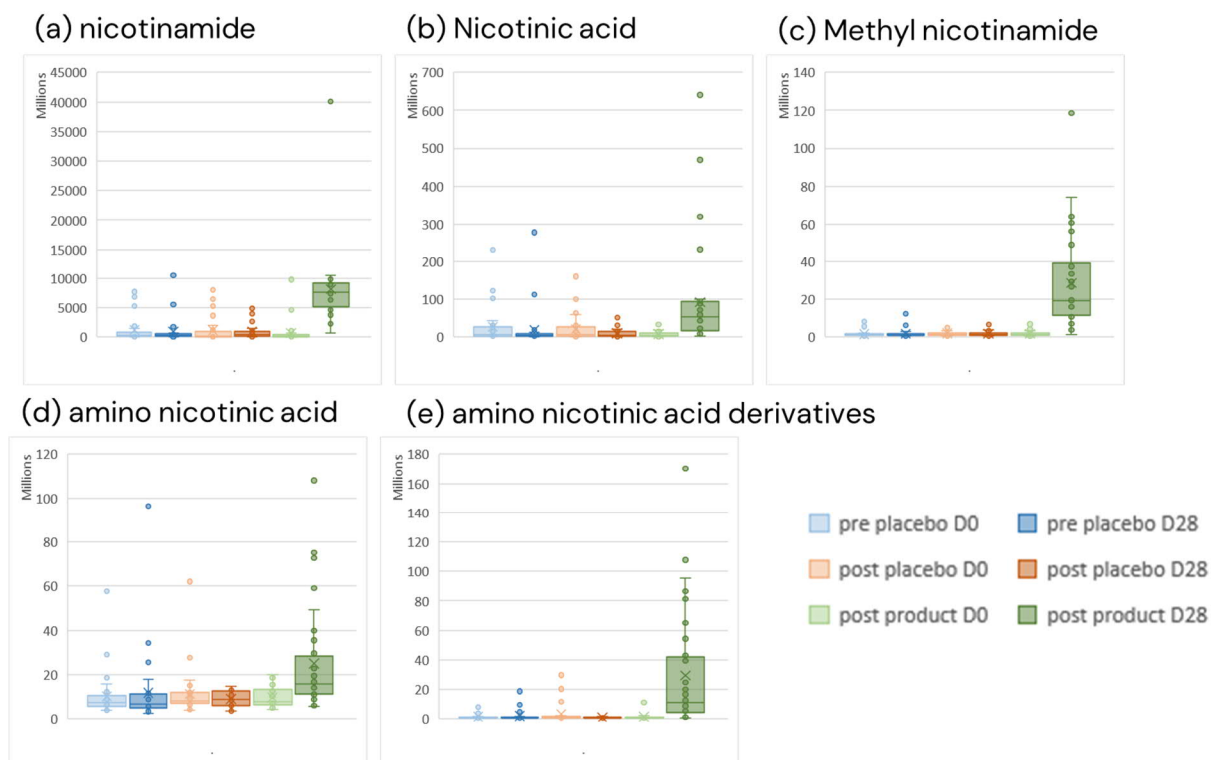 (a) nicotinamide
(b) Nicotinic acid
(c) Methyl nicotinamide
Millions
45000
40000
35000
30000
25000
20000
15000
10000
5000
0
Millions
700
600
500
400
300
200
100
0
Millions
140
120
100
80
60
40
20
0
(d) amino nicotinic acid
(e) amino nicotinic acid derivatives
Millions
120
100
80
60
40
20
0
Millions
180
160
140
120
100
80
60
40
20
0
pre placebo D0
pre placebo D28
post placebo D0
post placebo D28
post product D0
post product D28